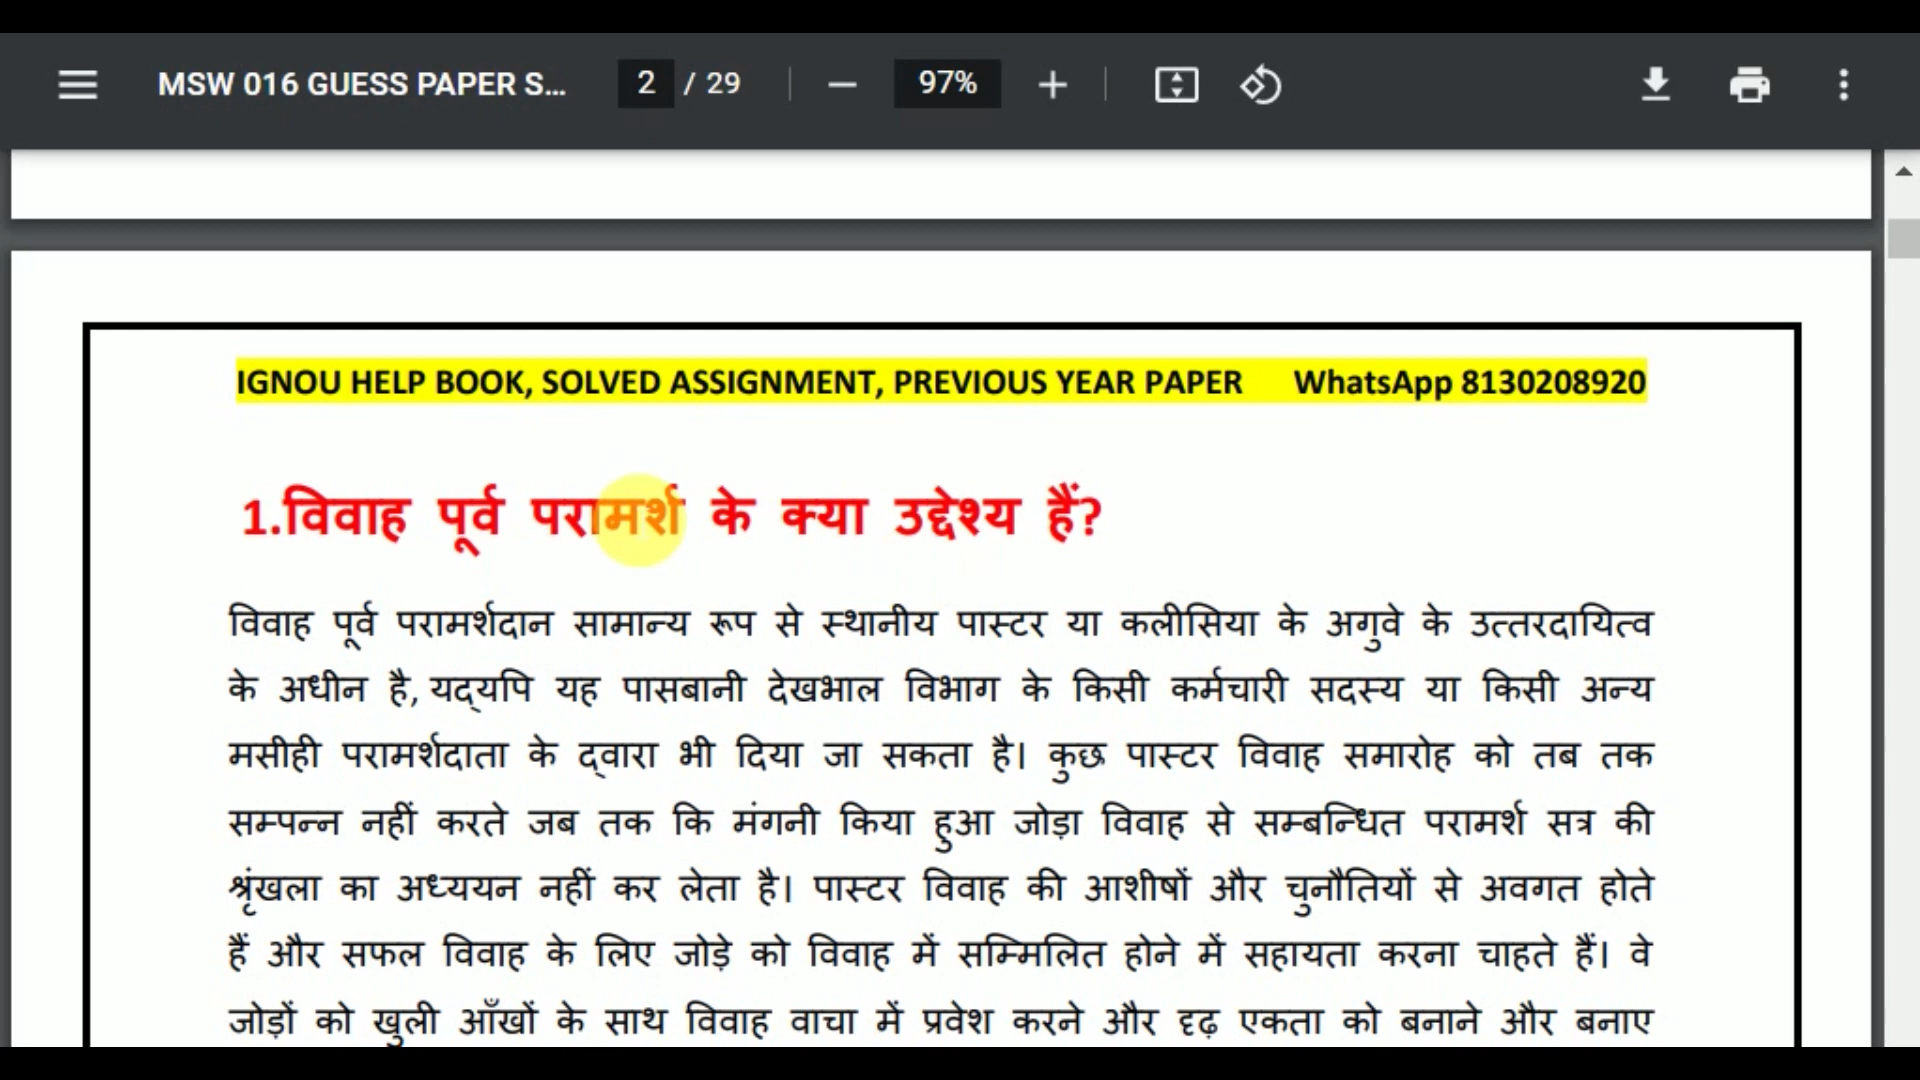 MSW 016 GUESS PAPER S... 2 / 29 97%
IGNOU HELP BOOK, SOLVED ASSIGNMENT, PREVIOUS YEAR PAPER WhatsApp 8130208920
1.विवाह पूर्व परामर्श के क्या उद्देश्य हैं?
विवाह पूर्व परामर्शदान सामान्य रूप से स्थानीय पास्टर या कलीसिया के अगुवे के उत्तरदायित्व
के अधीन है, यद्यपि यह पासबानी देखभाल विभाग के किसी कर्मचारी सदस्य या किसी अन्य
मसीही परामर्शदाता के द्वारा भी दिया जा सकता है। कुछ पास्टर विवाह समारोह को तब तक
सम्पन्न नहीं करते जब तक कि मंगनी किया हुआ जोड़ा विवाह से सम्बन्धित परामर्श सत्र की
श्रृंखला का अध्ययन नहीं कर लेता है। पास्टर विवाह की आशीषों और चुनौतियों से अवगत होते
हैं और सफल विवाह के लिए जोड़े को विवाह में सम्मिलित होने में सहायता करना चाहते हैं। वे
जोड़ों को खुली आँखों के साथ विवाह वाचा में प्रवेश करने और दृढ़ एकता को बनाने और बनाए